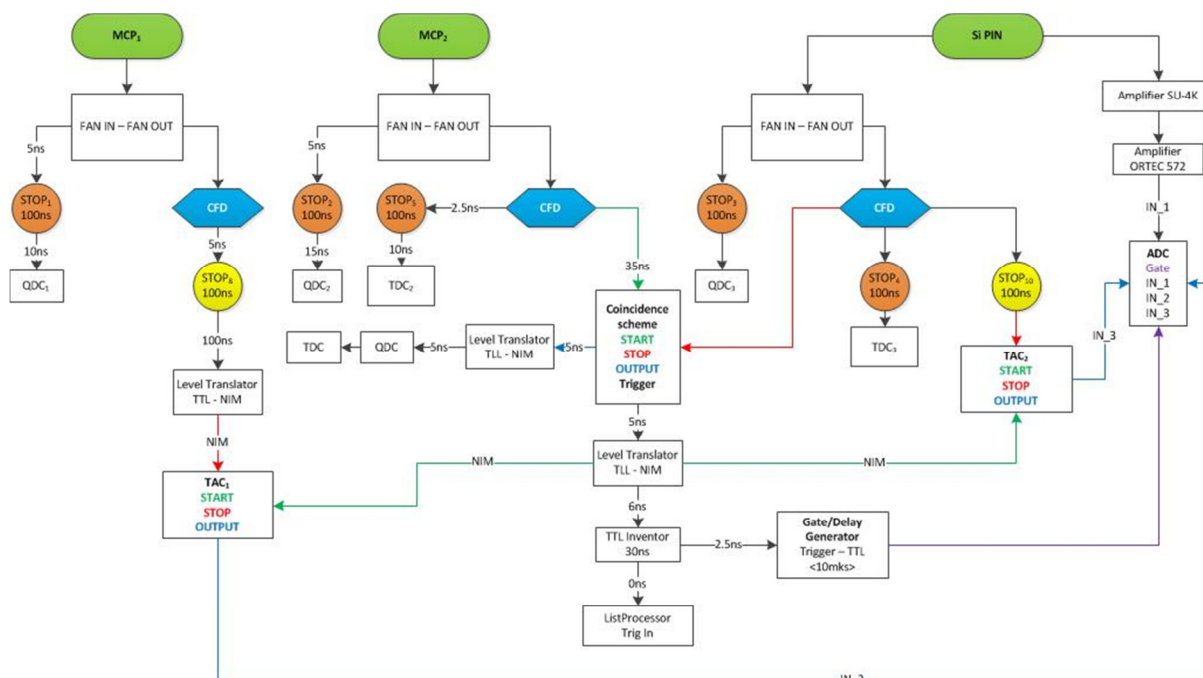 MCP₁
MCP₂
Si PIN
FAN IN – FAN OUT
FAN IN – FAN OUT
FAN IN – FAN OUT
Amplifier SU-4K
Amplifier
ORTEC 572
5ns
5ns
STOP₁
100ns
CFD
STOP₂
100ns
STOP₅
100ns
2.5ns
CFD
STOP₃
100ns
CFD
IN_1
10ns
QDC₁
5ns
STOP₈
100ns
15ns
QDC₂
10ns
TDC₂
35ns
QDC₃
STOP₄
100ns
TDC₃
STOP₁₀
100ns
ADC
Gate
IN_1
IN_2
IN_3
100ns
Level Translator
TTL - NIM
TDC
QDC
5ns
Level Translator
TLL - NIM
5ns
Coincidence
scheme
START
STOP
OUTPUT
Trigger
IN_3
TAC₂
START
STOP
OUTPUT
NIM
5ns
TAC₁
START
STOP
OUTPUT
NIM
Level Translator
TLL - NIM
NIM
6ns
TTL Inventor
30ns
2.5ns
Gate/Delay
Generator
Trigger – TTL
<10mks>
0ns
ListProcessor
Trig In